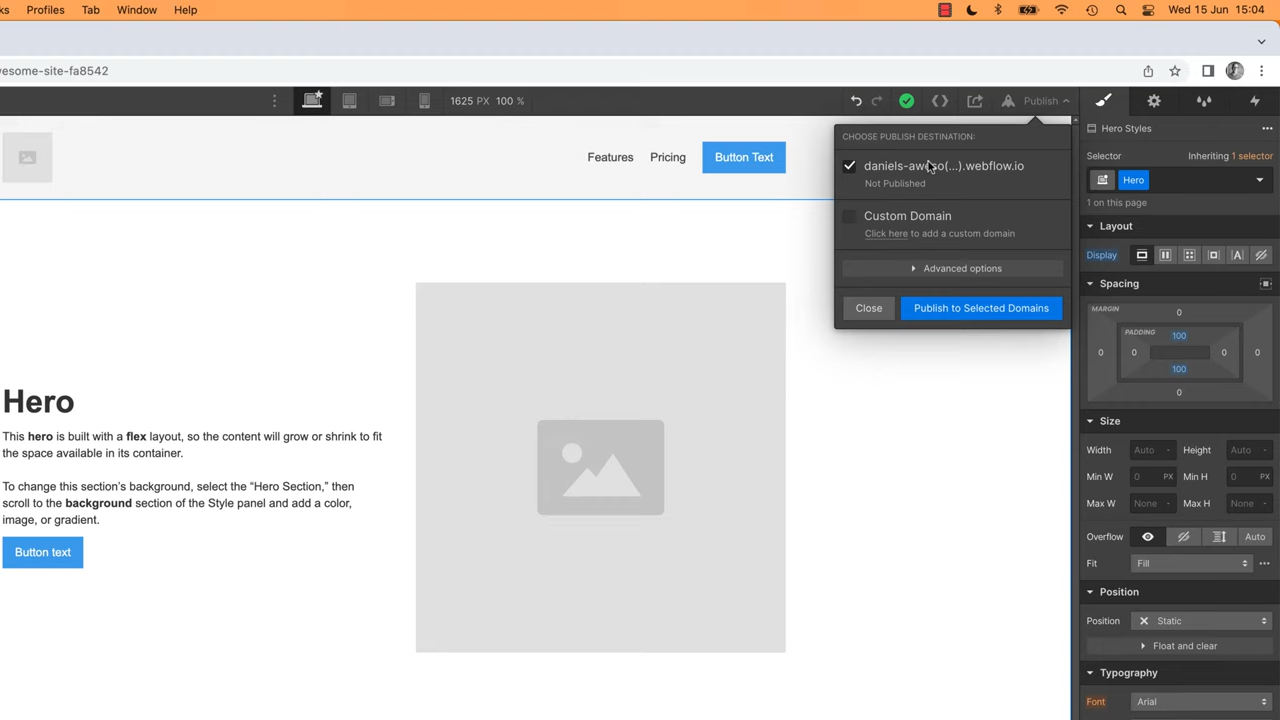 ks Profiles Tab Window Help Wed 15 Jun 15:04
esome-site-fa8542
1625 PX 100 % Publish
CHOOSE PUBLISH DESTINATION:
daniels-aweso(...).webflow.io
Not Published
Custom Domain
Click here to add a custom domain
Advanced options
Close Publish to Selected Domains
Features Pricing Button Text
Hero
This hero is built with a flex layout, so the content will grow or shrink to fit
the space available in its container.
To change this section's background, select the “Hero Section,” then
scroll to the background section of the Style panel and add a color,
image, or gradient.
Button text
Hero Styles
Selector Inheriting 1 selector
Hero
1 on this page
Layout
Display
Spacing
MARGIN 0
PADDING 100
0 0 0 0
100
0
Size
Width Auto - Height Auto -
Min W 0 PX Min H 0 PX
Max W None - Max H None -
Overflow Auto
Fit Fill
Position
Position Static
Float and clear
Typography
Font Arial